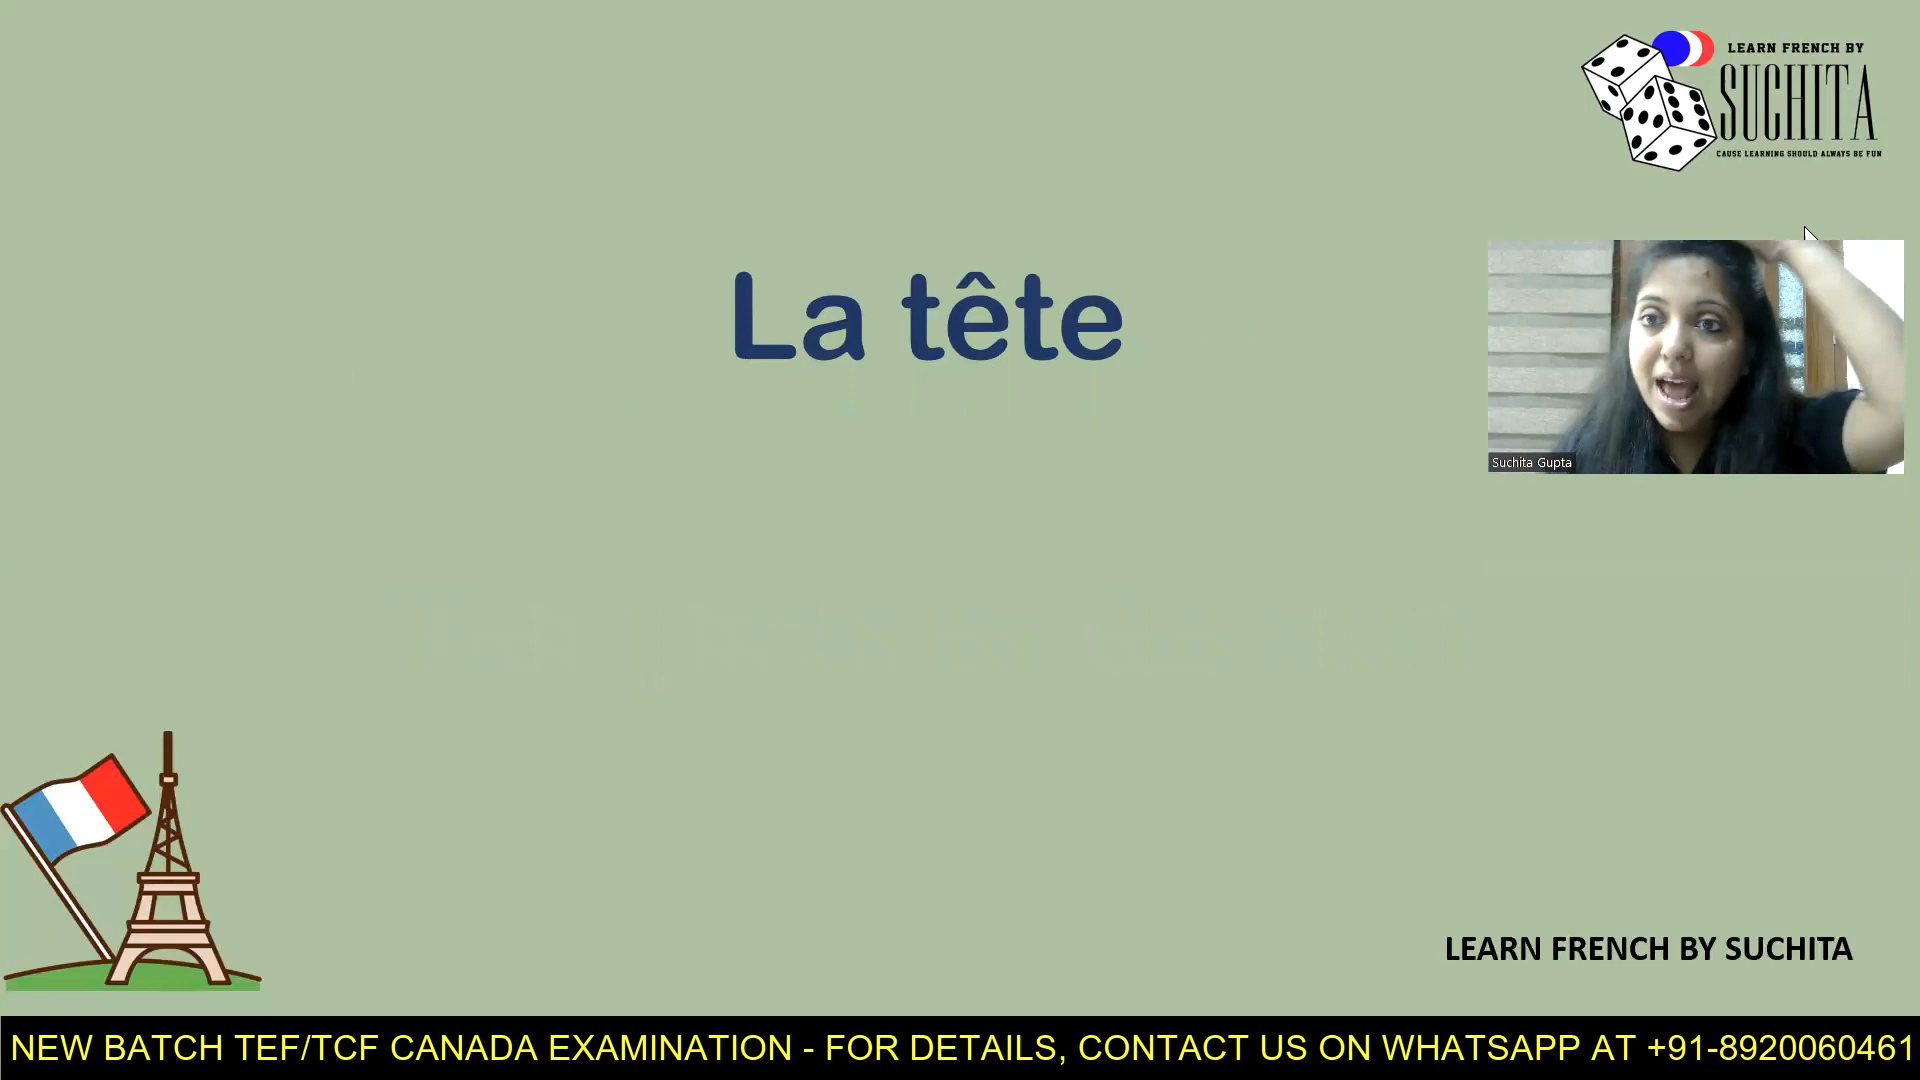 LEARN FRENCH BY
SUCHITA
CAUSE LEARNING SHOULD ALWAYS BE FUN
La tête
Suchita Gupta
LEARN FRENCH BY SUCHITA
NEW BATCH TEF/TCF CANADA EXAMINATION - FOR DETAILS, CONTACT US ON WHATSAPP AT +91-8920060461